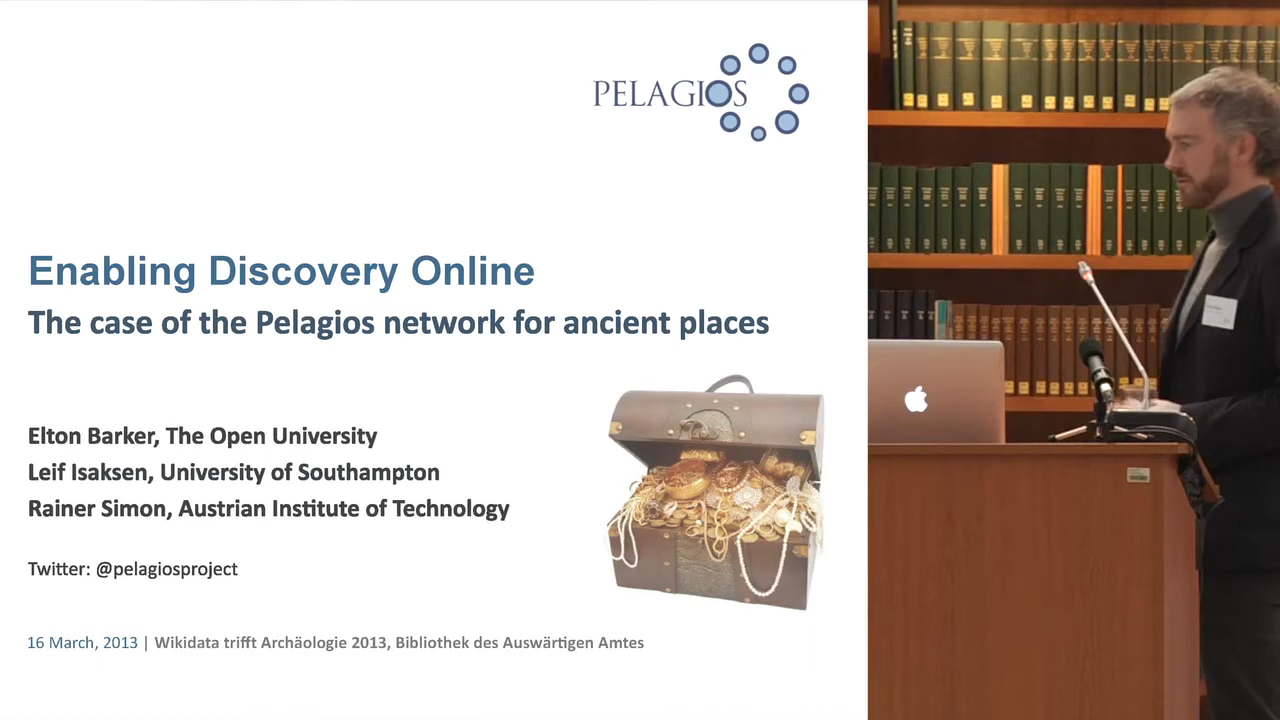 PELAGIOS
Enabling Discovery Online
The case of the Pelagios network for ancient places
Elton Barker, The Open University
Leif Isaksen, University of Southampton
Rainer Simon, Austrian Institute of Technology
Twitter: @pelagiosproject
16 March, 2013 | Wikidata trifft Archäologie 2013, Bibliothek des Auswärtigen Amtes